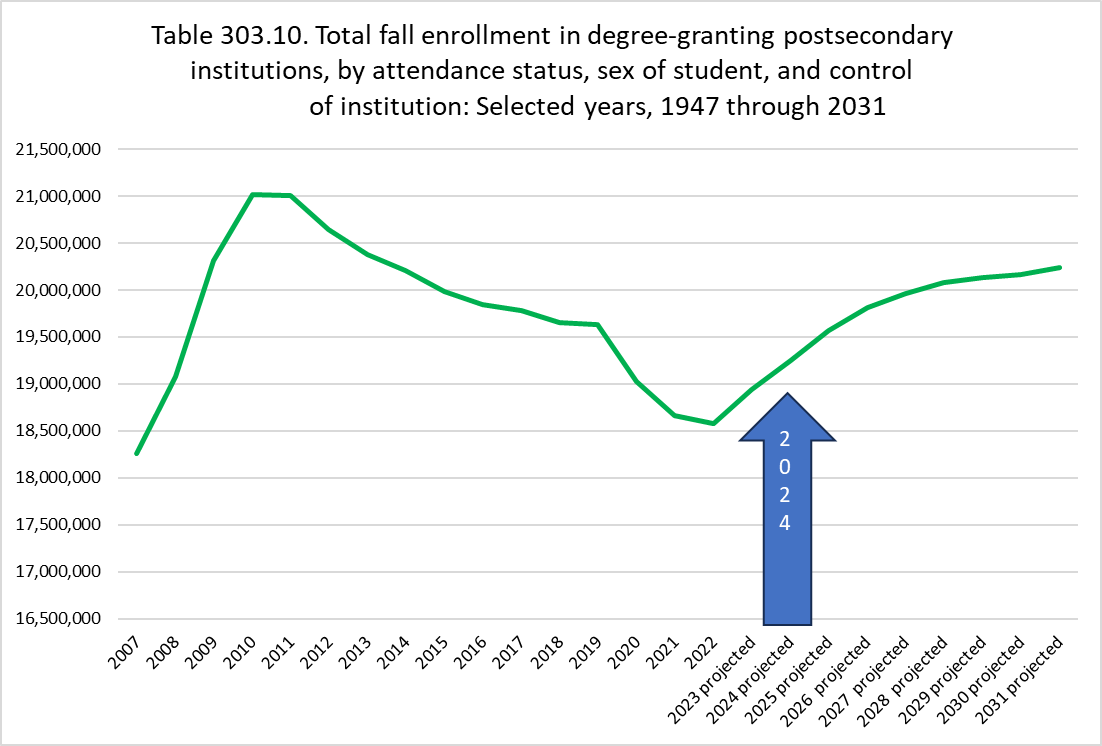 Table 303.10. Total fall enrollment in degree-granting postsecondary
institutions, by attendance status, sex of student, and control
of institution: Selected years, 1947 through 2031
21,500,000
21,000,000
20,500,000
20,000,000
19,500,000
19,000,000
18,500,000
18,000,000
17,500,000
17,000,000
16,500,000
2
0
2
4
2007
2008
2009
2010
2011
2012
2013
2014
2015
2016
2017
2018
2019
2020
2021
2022
2023 projected
2024 projected
2025 projected
2026 projected
2027 projected
2028 projected
2029 projected
2030 projected
2031 projected